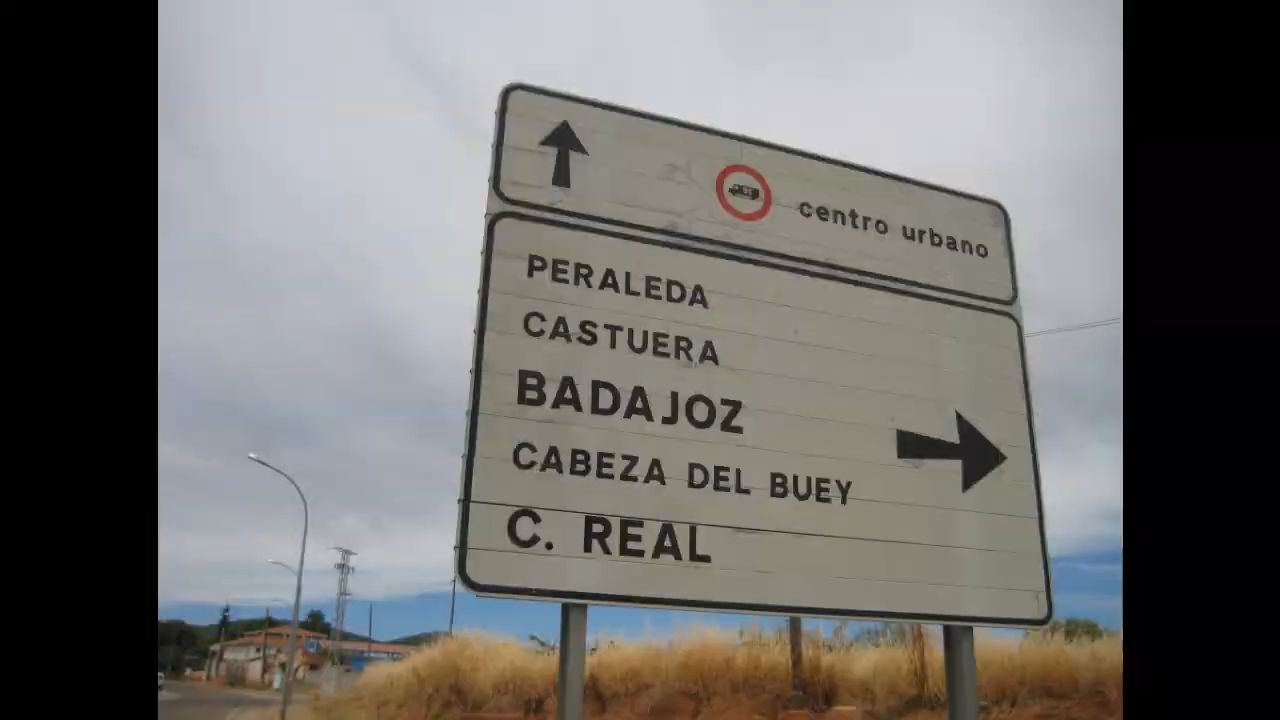 centro urbano
PERALEDA
CASTUERA
BADAJOZ
CABEZA DEL BUEY
C. REAL